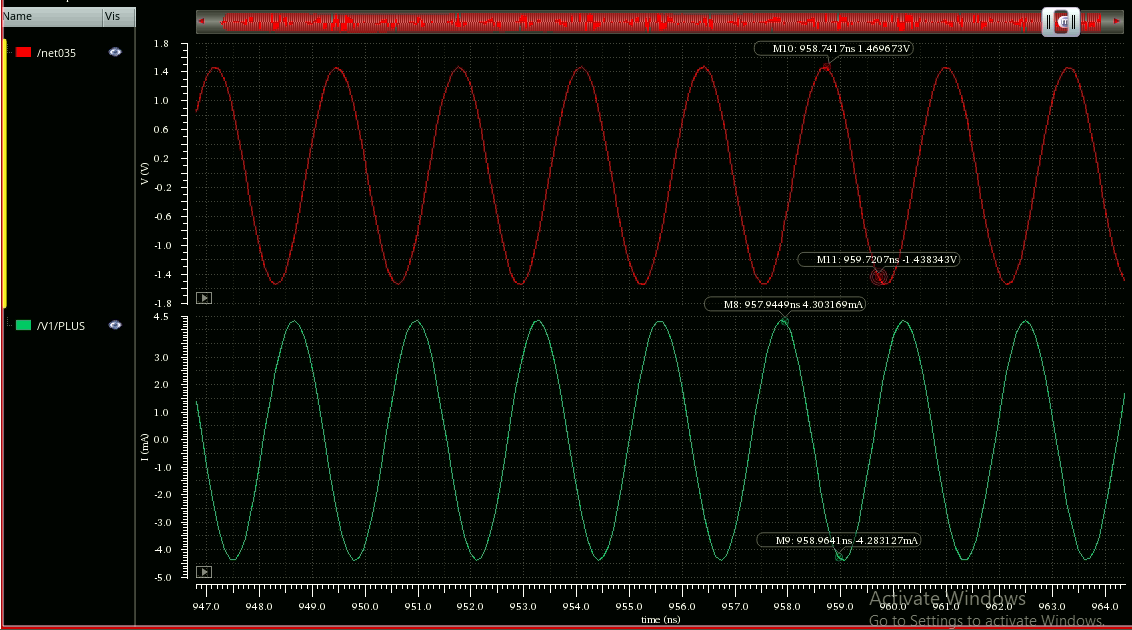 Name Vis
/net035
/V1/PLUS
1.8
1.4
1.0
0.6
0.2
-0.2
-0.6
-1.0
-1.4
-1.8
V (V)
M10: 958.7417ns 1.469673V
M11: 959.7207ns -1.438343V
M8: 957.9449ns 4.303169mA
4.5
3.0
2.0
1.0
0.0
-1.0
-2.0
-3.0
-4.0
-5.0
I (mA)
M9: 958.9641ns -4.283127mA
947.0 948.0 949.0 950.0 951.0 952.0 953.0 954.0 955.0 956.0 957.0 958.0 959.0 960.0 961.0 962.0 963.0 964.0
time (ns)
Activate Windows
Go to Settings to activate Windows.